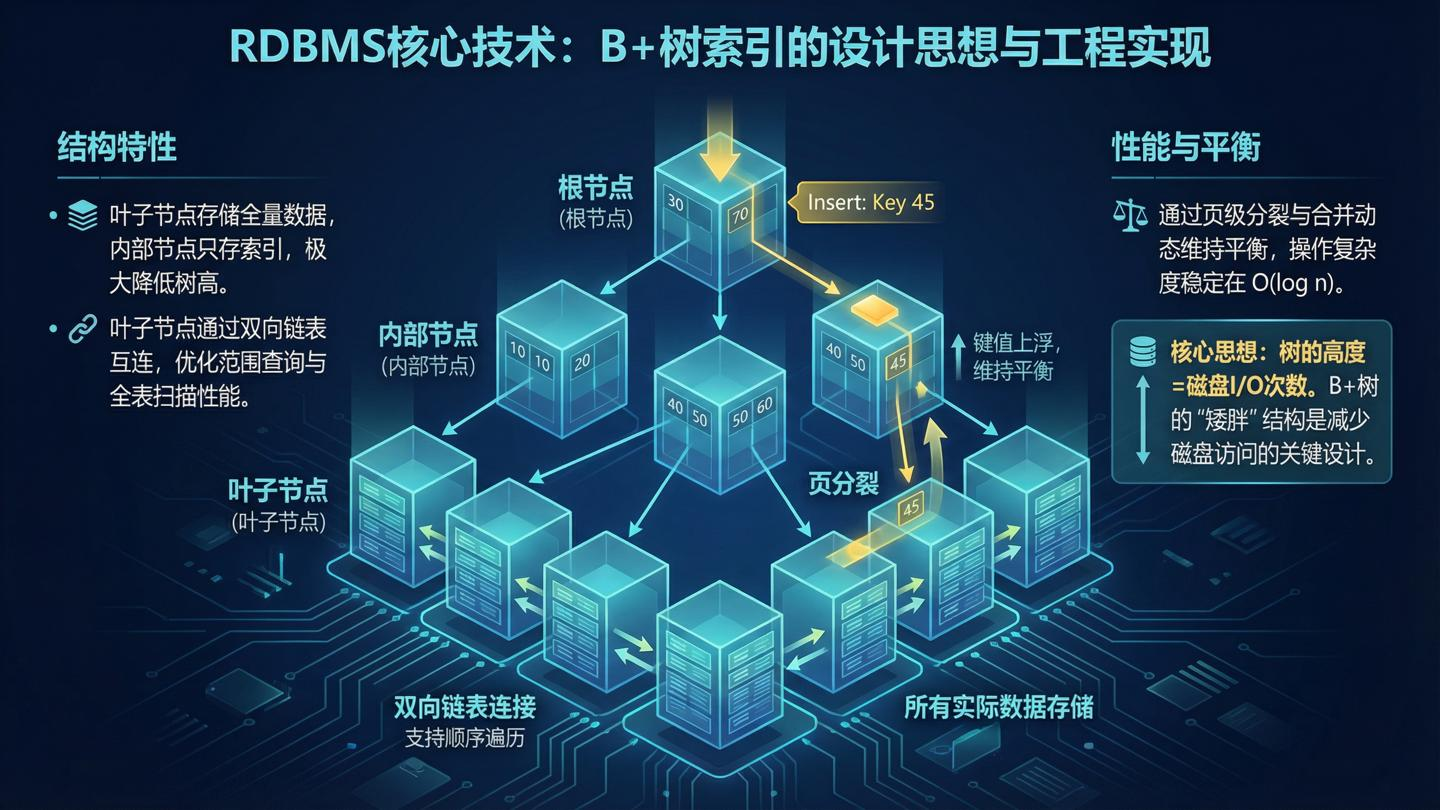 RDBMS核心技术：B+树索引的设计思想与工程实现
结构特性
叶子节点存储全量数据，
内部节点只存索引，极
大降低树高。
叶子节点通过双向链表
互连，优化范围查询与
全表扫描性能。
根节点
(根节点)
30
70
Insert: Key 45
内部节点
(内部节点)
10 10 20
40 50 50 60
40 50 45
键值上浮，
维持平衡
叶子节点
(叶子节点)
页分裂
45
双向链表连接
支持顺序遍历
所有实际数据存储
性能与平衡
通过页级分裂与合并动
态维持平衡，操作复杂
度稳定在 O(log n)。
核心思想：树的高度
=磁盘I/O次数。B+树
的“矮胖”结构是减少
磁盘访问的关键设计。